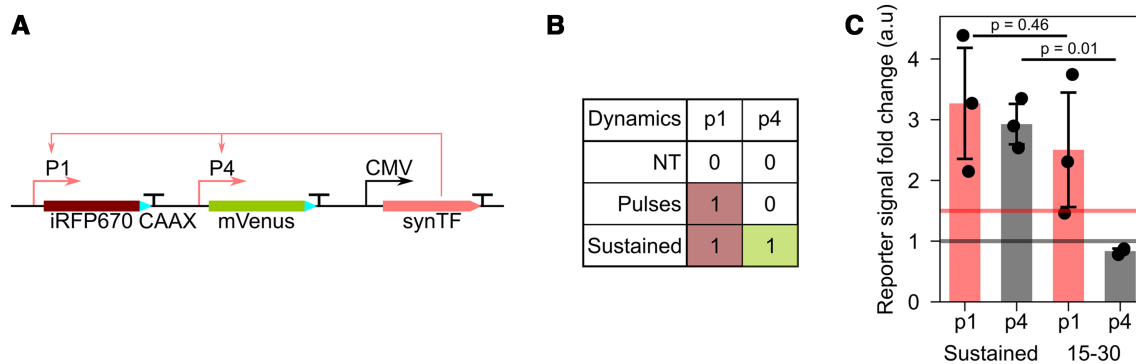 A
P1
P4
CMV
iRFP670 CAAX
mVenus
synTF
B
Dynamics p1 p4
NT 0 0
Pulses 1 0
Sustained 1 1
C
Reporter signal fold change (a.u)
p = 0.46
p = 0.01
4
3
2
1
0
p1 p4 p1 p4
Sustained 15-30